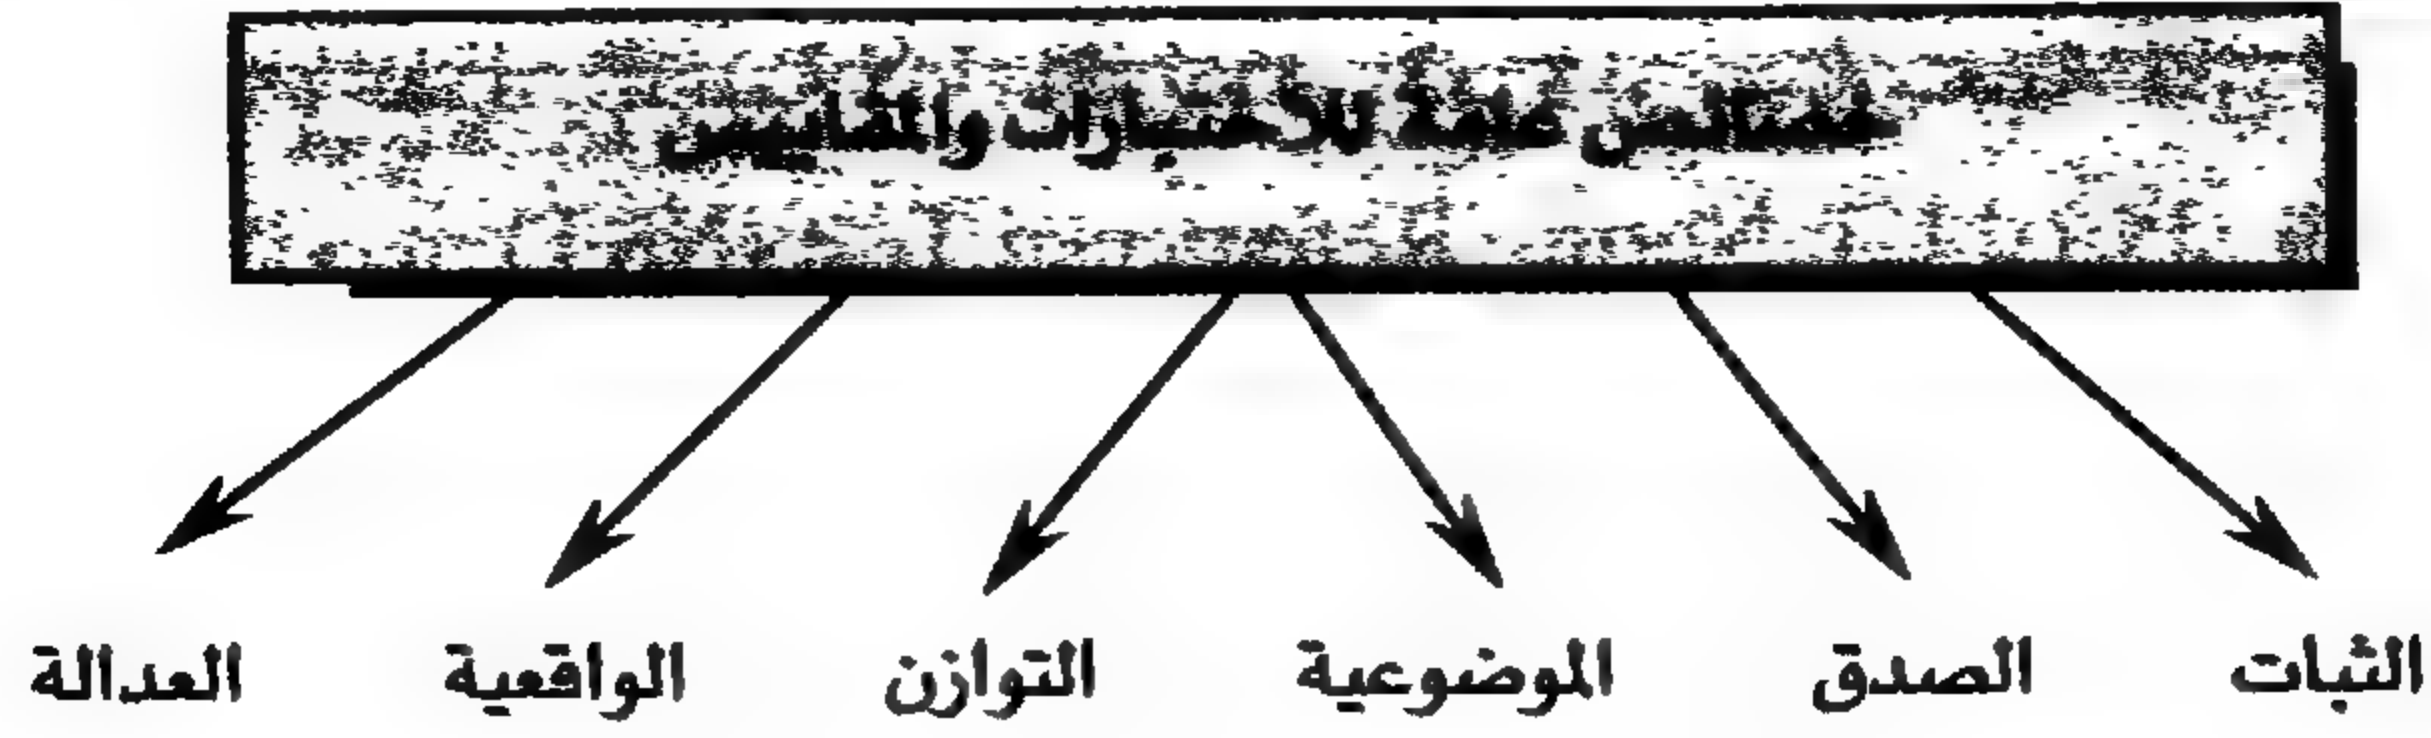 خصائص عامة للاختبارات والمقاييس
الثبات الصدق الموضوعية التوازن الواقعية العدالة